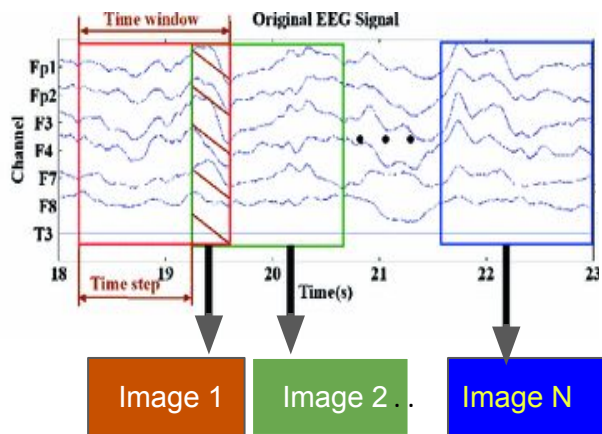 Time window Original EEG Signal
Fp1
Fp2
F3
F4
F7
F8
T3
Channel
18 19 20 21 22 23
Time step Time(s)
Image 1 Image 2 . . Image N